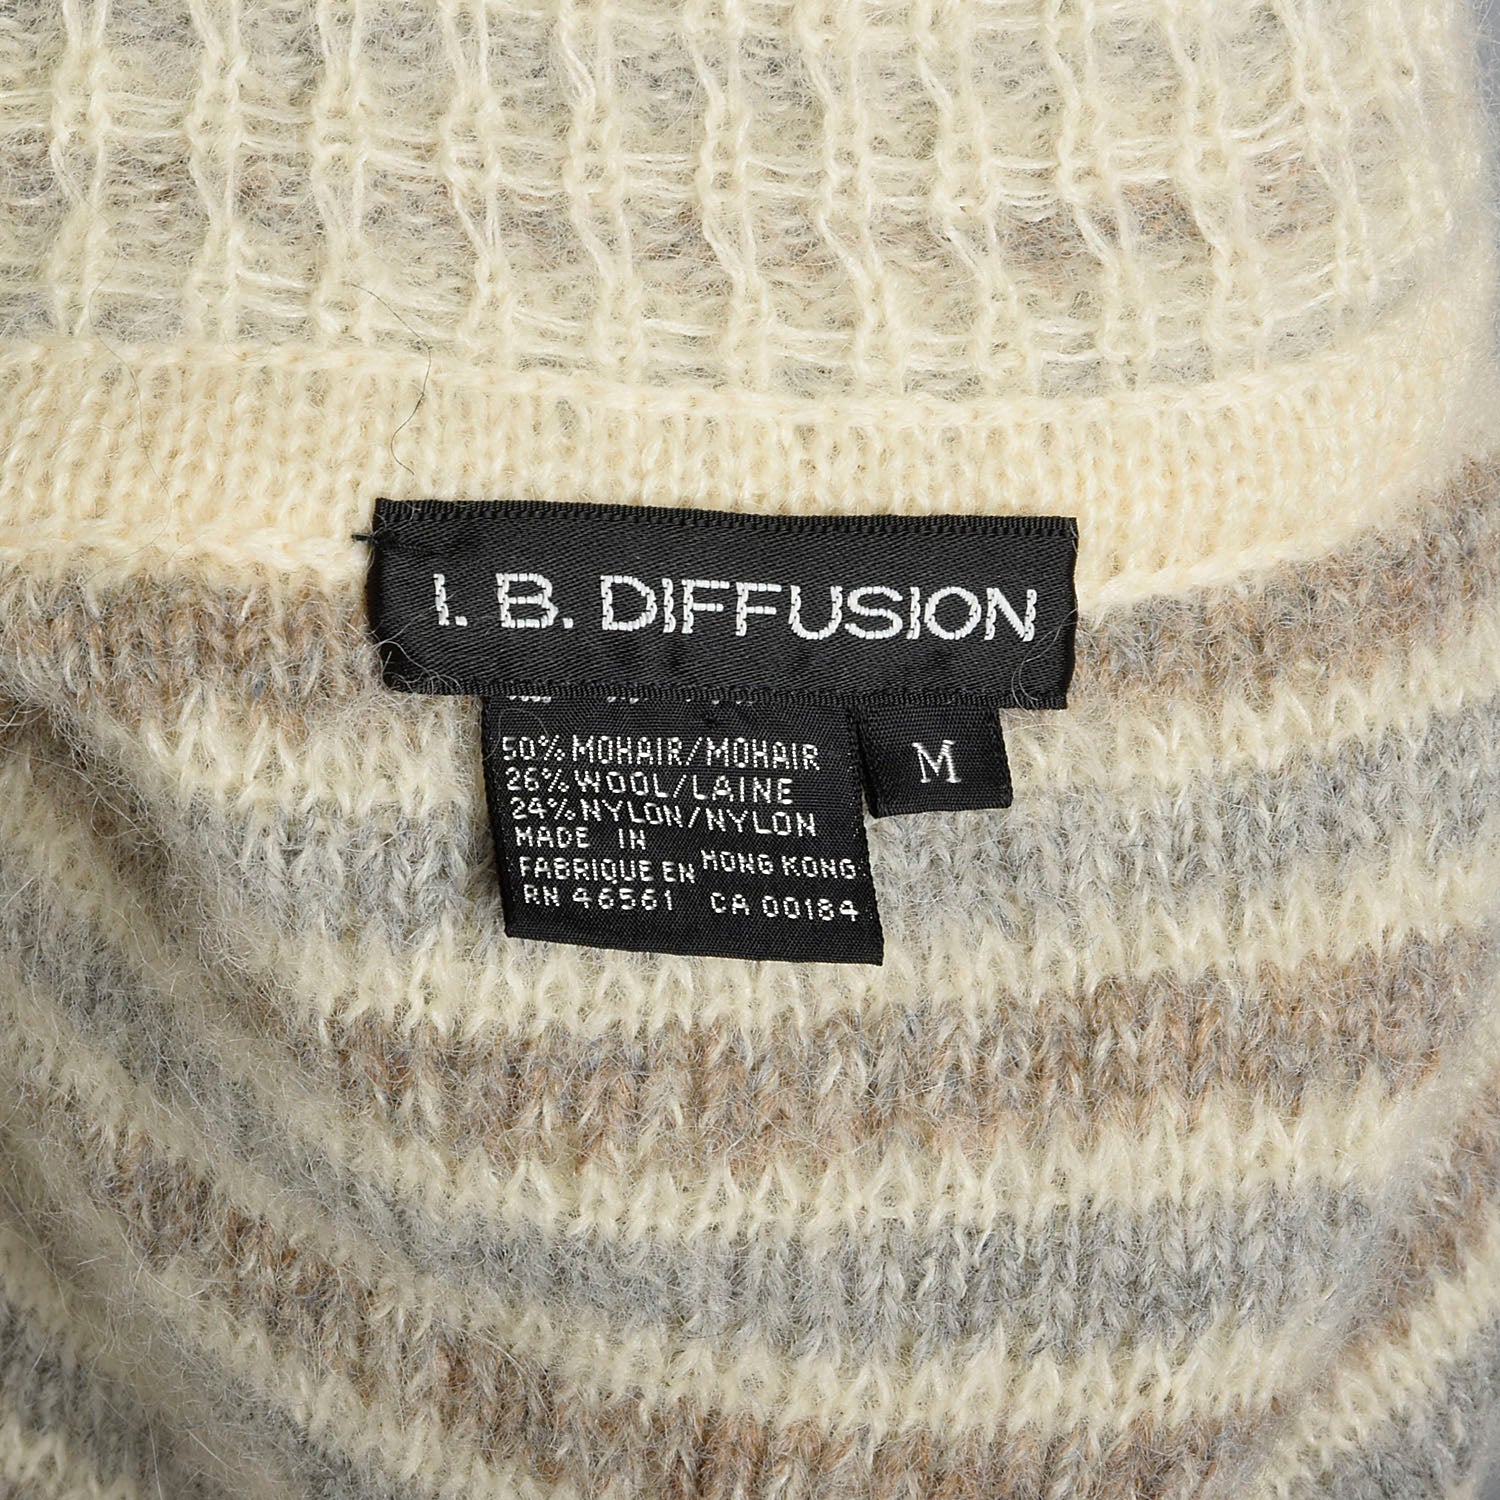 I. B. DIFFUSION
50% MOHAIR/MOHAIR
26% WOOL/LAINE
24% NYLON/NYLON
MADE IN
FABRIQUE EN HONG KONG
RN 46561 CA 00184
M